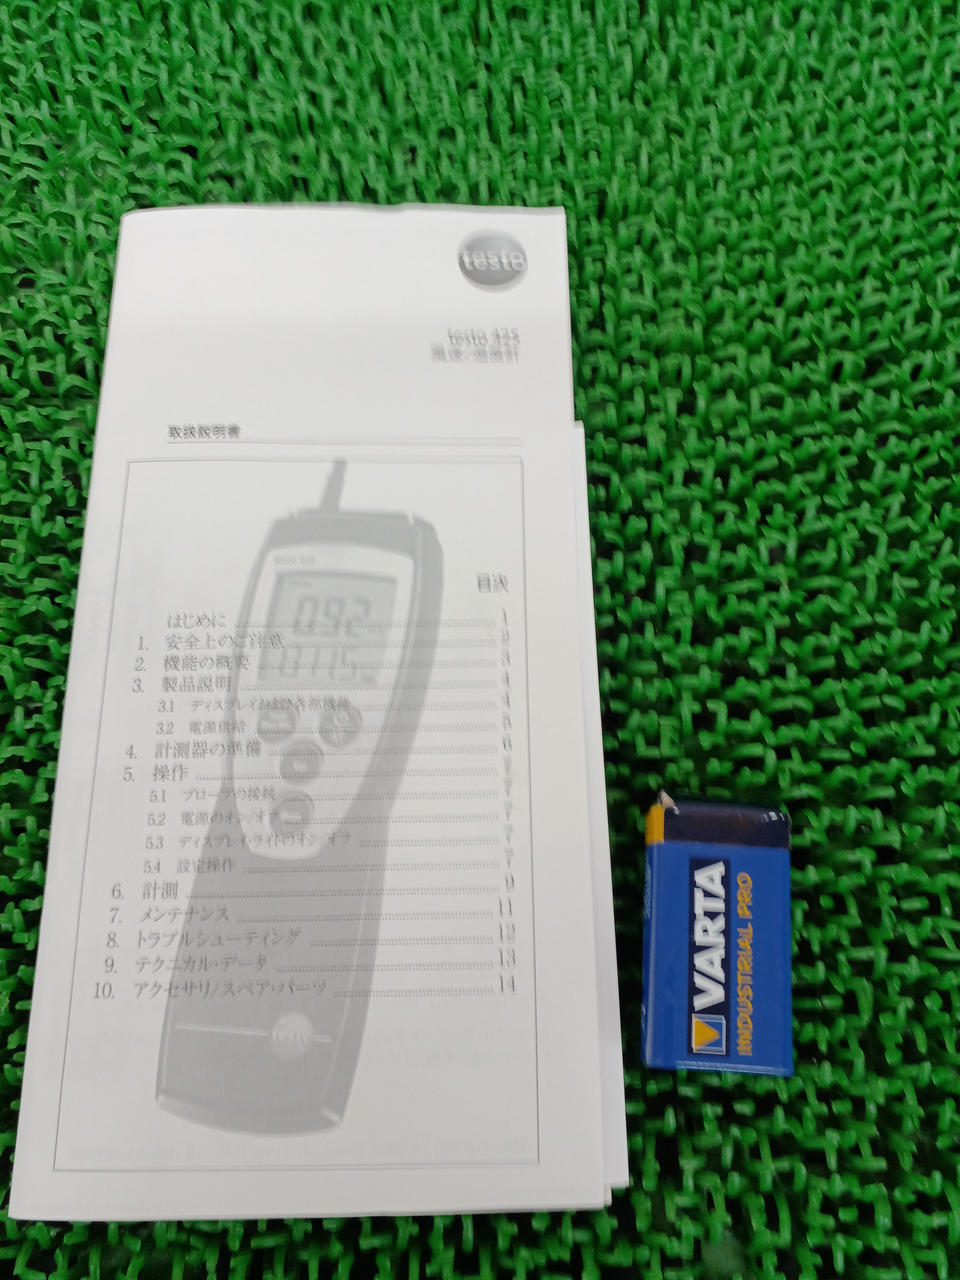 testo
testo 425
風速/温度計
取扱説明書
目次
はじめに 1
1. 安全上のご注意 2
2. 機能の概要 3
3. 製品説明 4
3.1 ディスプレイおよび各部機能 4
3.2 電源供給 5
4. 計測器の準備 6
5. 操作 7
5.1 プローブの接続 7
5.2 電源のオン/オフ 7
5.3 ディスプレイ・ライトのオン/オフ 7
5.4 設定操作 7
6. 計測 9
7. メンテナンス 11
8. トラブルシューティング 12
9. テクニカル・データ 13
10. アクセサリ/スペア・パーツ 14
testo
VARTA
INDUSTRIAL PRO